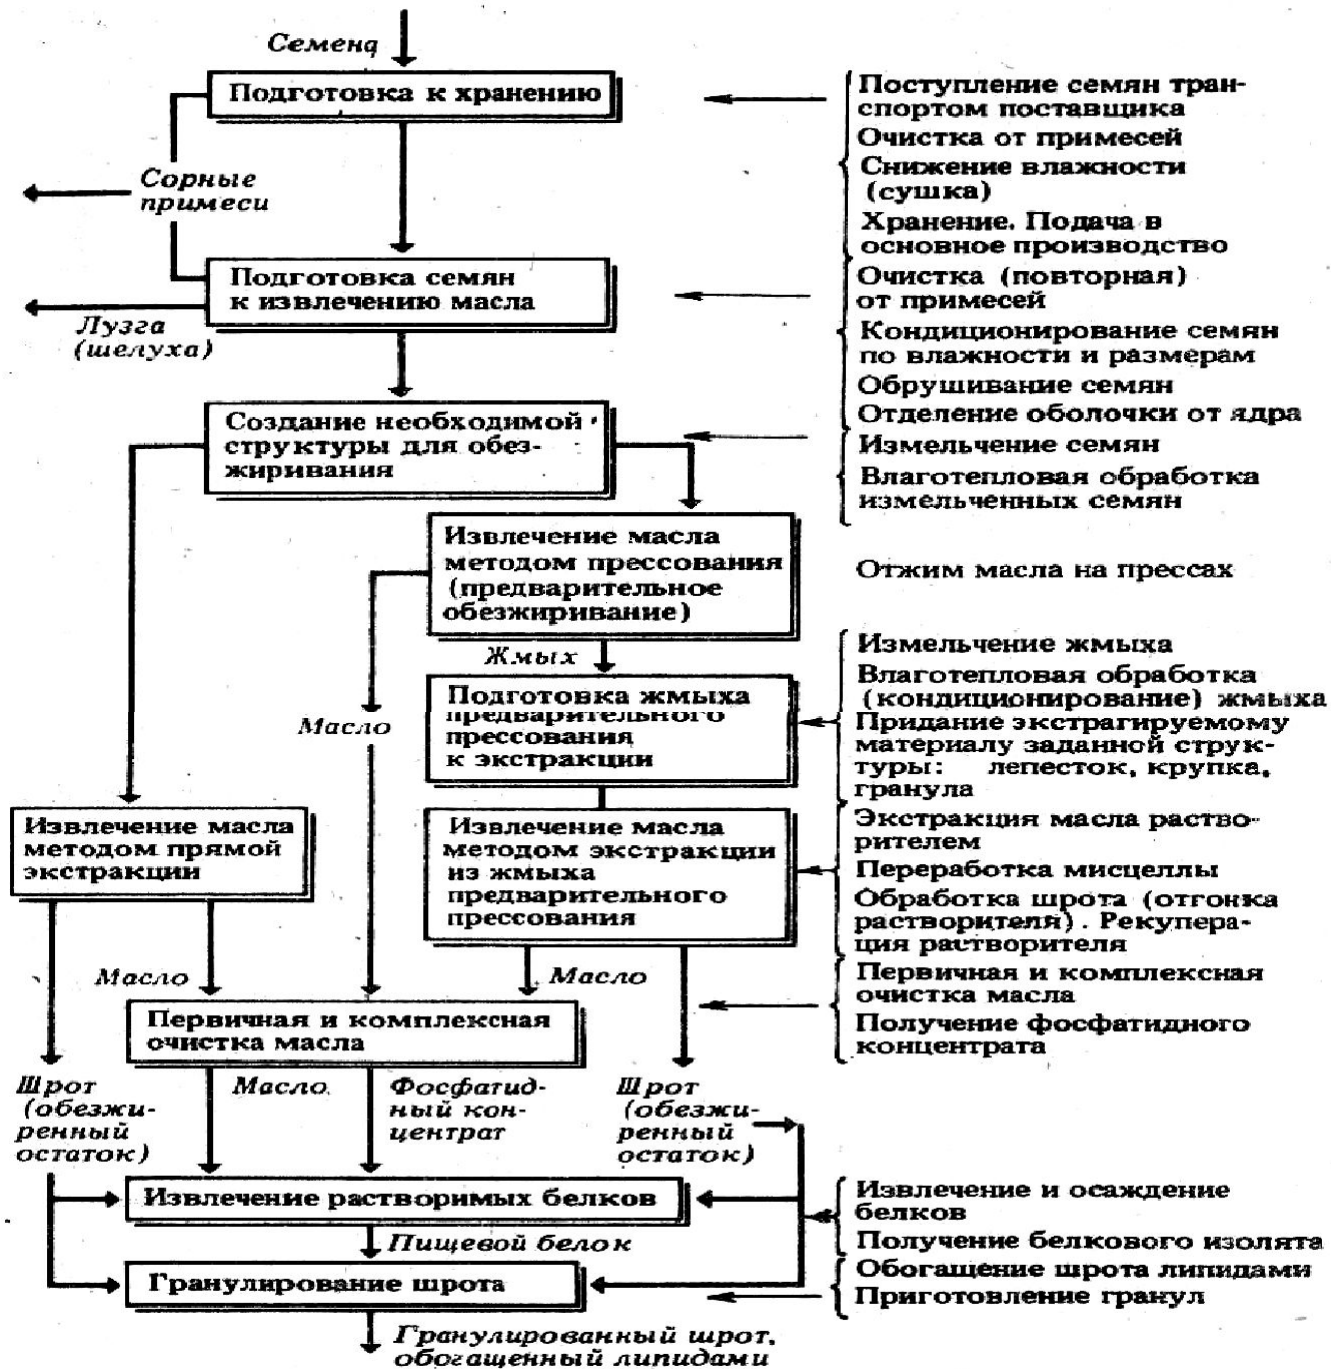 Семена
Подготовка к хранению
Сорные
примеси
Подготовка семян
к извлечению масла
Лузга
(шелуха)
Создание необходимой
структуры для обез-
жиривания
Извлечение масла
методом прессования
(предварительное
обезжиривание)
Жмых
Масло
Подготовка жмыха
предварительного
прессования
к экстракции
Извлечение масла
методом прямой
экстракции
Извлечение масла
методом экстракции
из жмыха
предварительного
прессования
Масло
Масло
Первичная и комплексная
очистка масла
Шрот
(обезжи-
ренный
остаток)
Масло
Фосфатид-
ный кон-
центрат
Шрот
(обезжи-
ренный
остаток)
Извлечение растворимых белков
Пищевой белок
Гранулирование шрота
Гранулированный шрот,
обогащенный липидами
Поступление семян тран-
спортом поставщика
Очистка от примесей
Снижение влажности
(сушка)
Хранение. Подача в
основное производство
Очистка (повторная)
от примесей
Кондиционирование семян
по влажности и размерам
Обрушивание семян
Отделение оболочки от ядра
Измельчение семян
Влаготепловая обработка
измельченных семян
Отжим масла на прессах
Измельчение жмыха
Влаготепловая обработка
(кондиционирование) жмыха
Придание экстрагируемому
материалу заданной струк-
туры: лепесток, крупка,
гранула
Экстракция масла раство-
рителем
Переработка мисцеллы
Обработка шрота (отгонка
растворителя). Рекупера-
ция растворителя
Первичная и комплексная
очистка масла
Получение фосфатидного
концентрата
Извлечение и осаждение
белков
Получение белкового изолята
Обогащение шрота липидами
Приготовление гранул